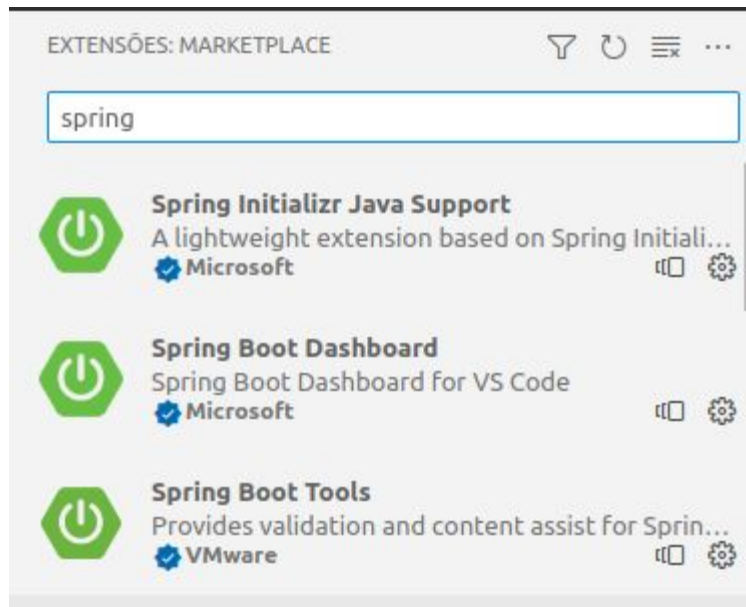 EXTENSÕES: MARKETPLACE
spring
Spring Initializr Java Support
A lightweight extension based on Spring Initiali...
Microsoft
Spring Boot Dashboard
Spring Boot Dashboard for VS Code
Microsoft
Spring Boot Tools
Provides validation and content assist for Sprin...
VMware